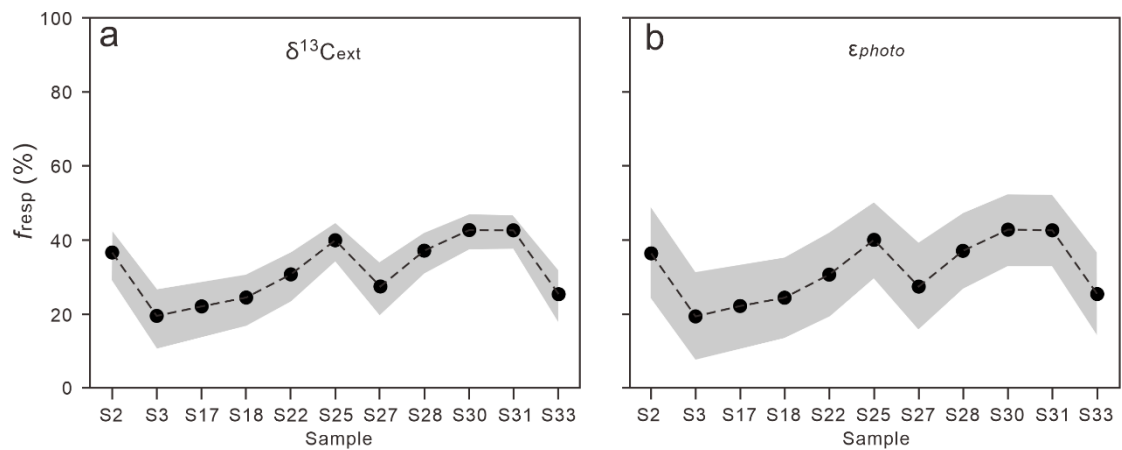 a
δ¹³Cext
fresp (%)
100
80
60
40
20
0
S2 S3 S17 S18 S22 S25 S27 S28 S30 S31 S33
Sample
b
εphoto
S2 S3 S17 S18 S22 S25 S27 S28 S30 S31 S33
Sample